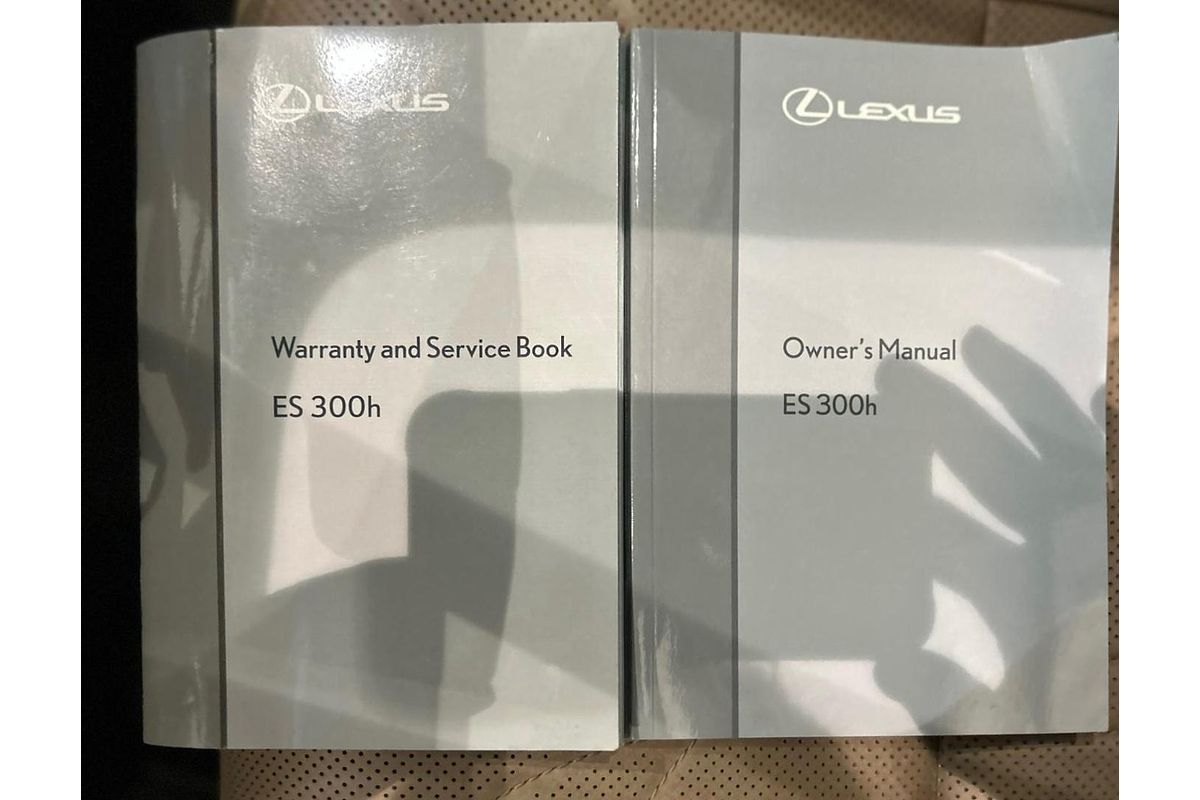 LEXUS
Warranty and Service Book
ES 300h
LEXUS
Owner's Manual
ES 300h